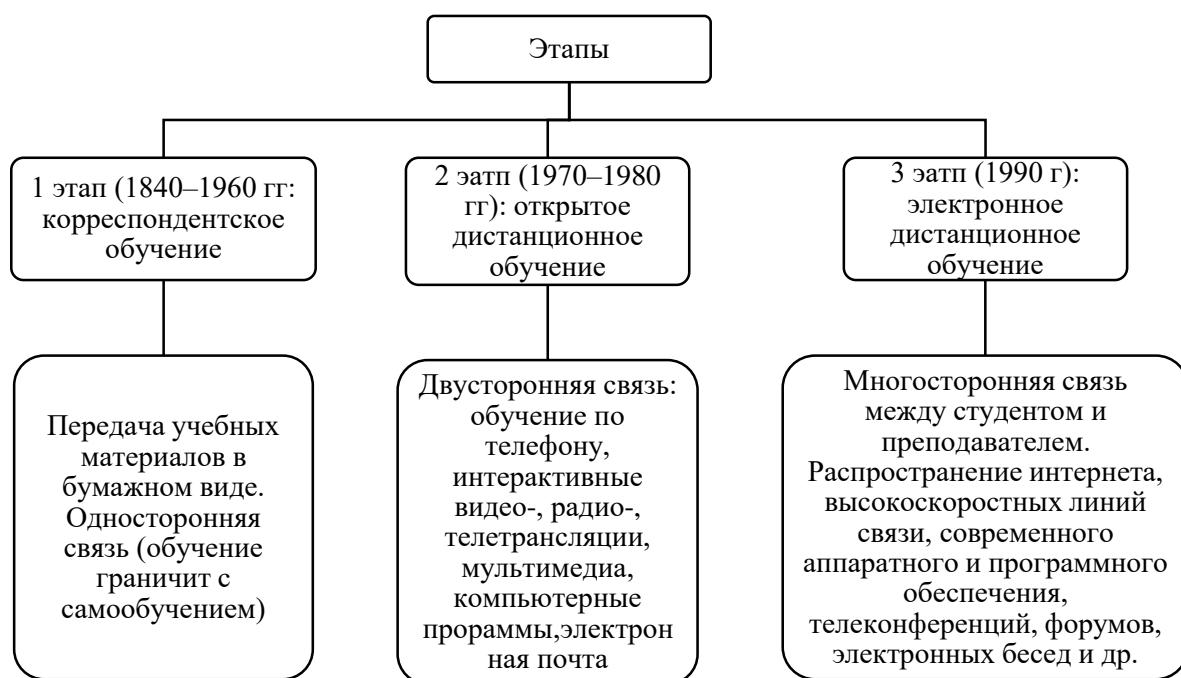 Этапы
1 этап (1840–1960 гг:
корреспондентское
обучение
2 эатп (1970–1980
гг): открытое
дистанционное
обучение
3 эатп (1990 г):
электронное
дистанционное
обучение
Передача учебных
материалов в
бумажном виде.
Односторонняя
связь (обучение
граничит с
самообучением)
Двусторонняя связь:
обучение по
телефону,
интерактивные
видео-, радио-,
телетрансляции,
мультимедиа,
компьютерные
прораммы,электрон
ная почта
Многосторонняя связь
между студентом и
преподавателем.
Распространение интернета,
высокоскоростных линий
связи, современного
аппаратного и программного
обеспечения,
телеконференций, форумов,
электронных бесед и др.